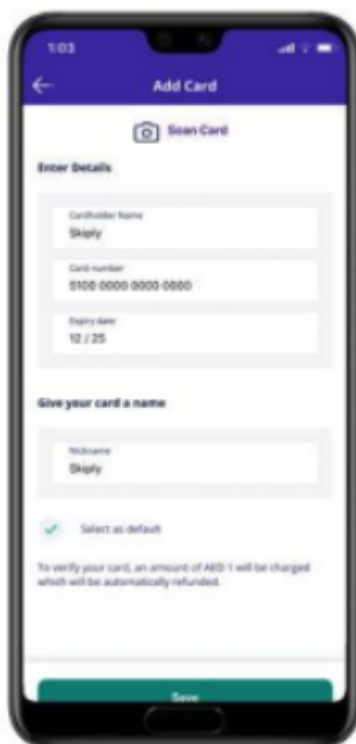 1:03
Add Card
Scan Card
Enter Details
Cardholder Name
Skiply
Card number
5100 0000 0000 0000
Expiry date
12 / 25
Give your card a name
Nickname
Skiply
Select as default
To verify your card, an amount of AED 1 will be charged
which will be automatically refunded.
Save